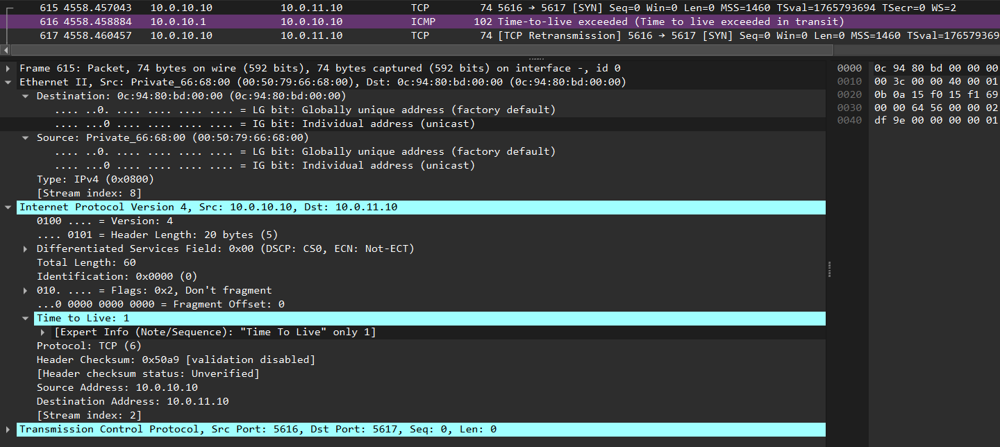 615 4558.457043 10.0.10.10 10.0.11.10 TCP 74 5616 → 5617 [SYN] Seq=0 Win=0 Len=0 MSS=1460 TSval=1765793694 TSecr=0 WS=2
616 4558.458884 10.0.10.1 10.0.10.10 ICMP 102 Time-to-live exceeded (Time to live exceeded in transit)
617 4558.460457 10.0.10.10 10.0.11.10 TCP 74 [TCP Retransmission] 5616 → 5617 [SYN] Seq=0 Win=0 Len=0 MSS=1460 TSval=176579369
Frame 615: Packet, 74 bytes on wire (592 bits), 74 bytes captured (592 bits) on interface -, id 0
Ethernet II, Src: Private_66:68:00 (00:50:79:66:68:00), Dst: 0c:94:80:bd:00:00 (0c:94:80:bd:00:00)
Destination: 0c:94:80:bd:00:00 (0c:94:80:bd:00:00)
.... ..0. .... .... .... .... = LG bit: Globally unique address (factory default)
.... ...0 .... .... .... .... = IG bit: Individual address (unicast)
Source: Private_66:68:00 (00:50:79:66:68:00)
.... ..0. .... .... .... .... = LG bit: Globally unique address (factory default)
.... ...0 .... .... .... .... = IG bit: Individual address (unicast)
Type: IPv4 (0x0800)
[Stream index: 8]
Internet Protocol Version 4, Src: 10.0.10.10, Dst: 10.0.11.10
0100 .... = Version: 4
.... 0101 = Header Length: 20 bytes (5)
Differentiated Services Field: 0x00 (DSCP: CS0, ECN: Not-ECT)
Total Length: 60
Identification: 0x0000 (0)
010. .... = Flags: 0x2, Don't fragment
...0 0000 0000 0000 = Fragment Offset: 0
Time to Live: 1
[Expert Info (Note/Sequence): "Time To Live" only 1]
Protocol: TCP (6)
Header Checksum: 0x50a9 [validation disabled]
[Header checksum status: Unverified]
Source Address: 10.0.10.10
Destination Address: 10.0.11.10
[Stream index: 2]
Transmission Control Protocol, Src Port: 5616, Dst Port: 5617, Seq: 0, Len: 0
0000 0c 94 80 bd 00 00 00
0010 00 3c 00 00 40 00 01
0020 0b 0a 15 f0 15 f1 69
0030 00 00 64 56 00 00 02
0040 df 9e 00 00 00 00 01